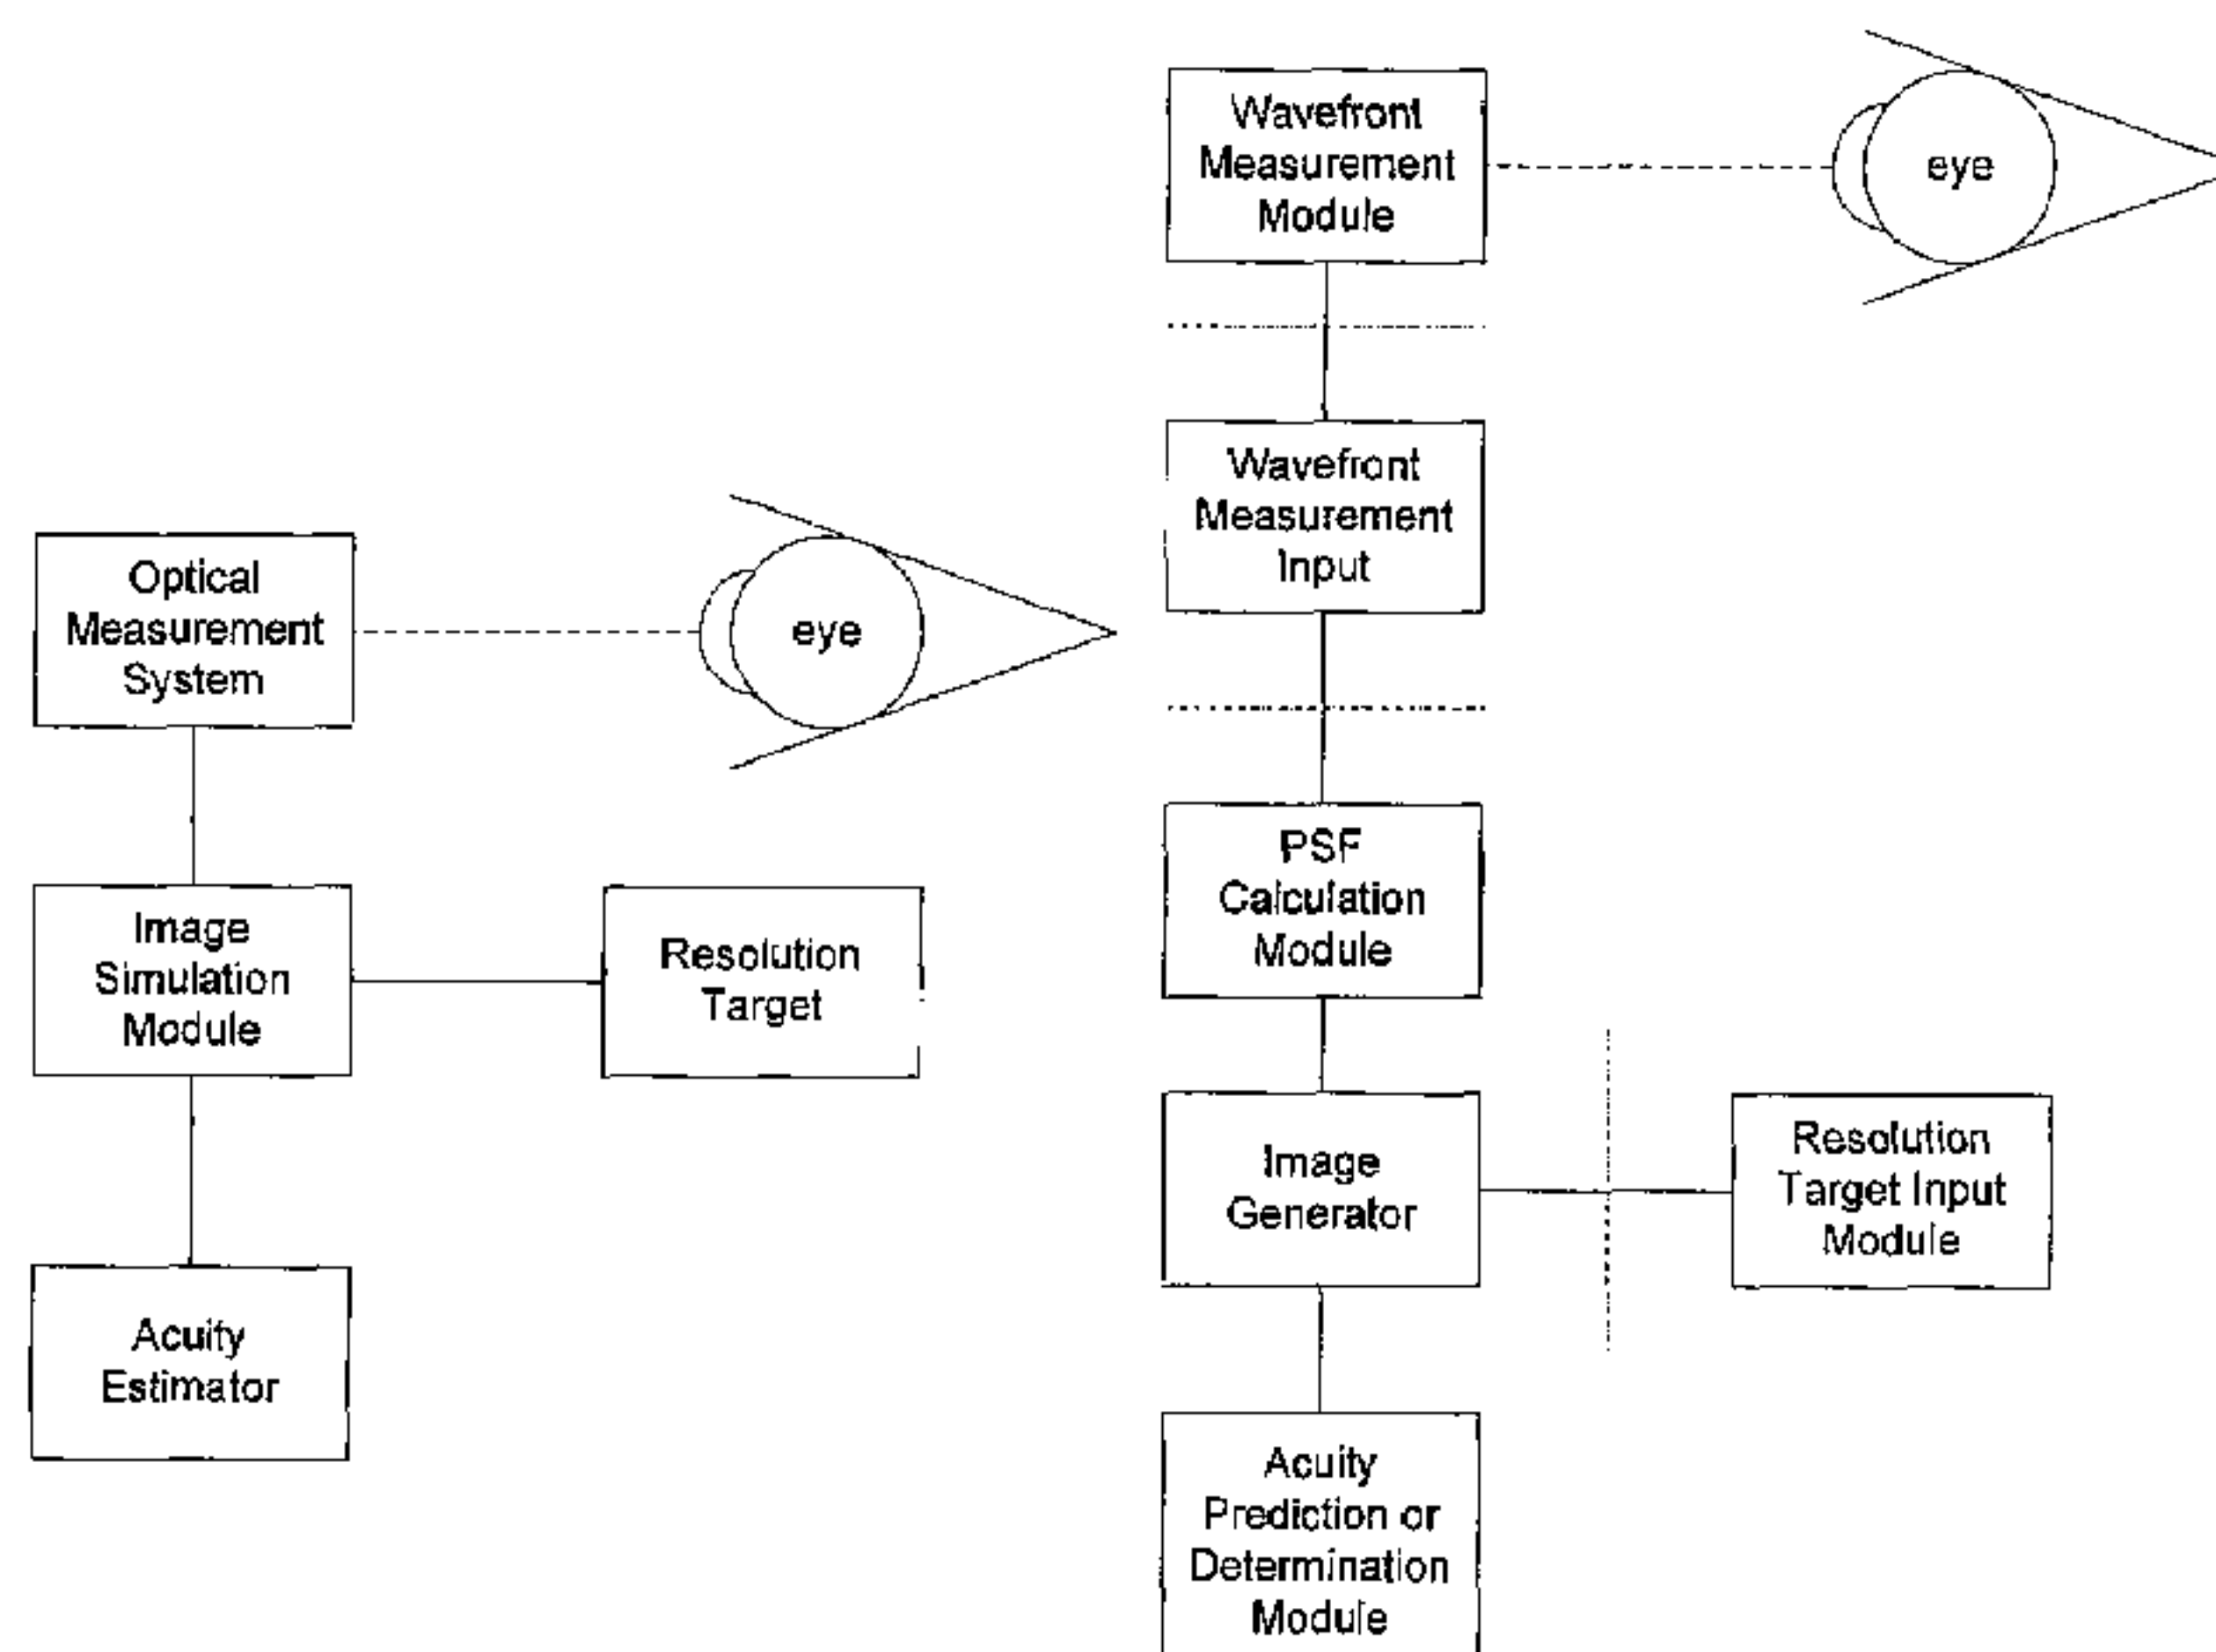 Optical
Measurement
System
eye
Image
Simulation
Module
Resolution
Target
Acuity
Estimator
Wavefront
Measurement
Module
eye
Wavefront
Measurement
Input
PSF
Calculation
Module
Image
Generator
Resolution
Target Input
Module
Acuity
Prediction or
Determination
Module